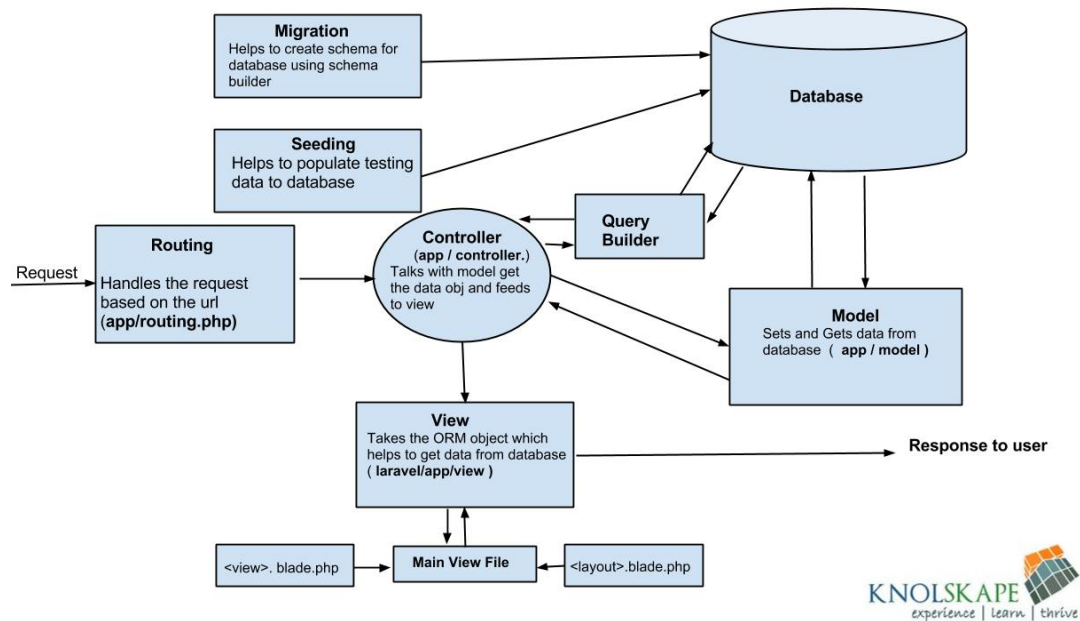 Migration
Helps to create schema for
database using schema
builder
Database
Seeding
Helps to populate testing
data to database
Query
Builder
Routing
Handles the request
based on the url
(app/routing.php)
Request
Controller
(app / controller.)
Talks with model get
the data obj and feeds
to view
Model
Sets and Gets data from
database ( app / model )
View
Takes the ORM object which
helps to get data from database
( laravel/app/view )
Response to user
<view>. blade.php
Main View File
<layout>.blade.php
KNOLSKAPE
experience | learn | thrive